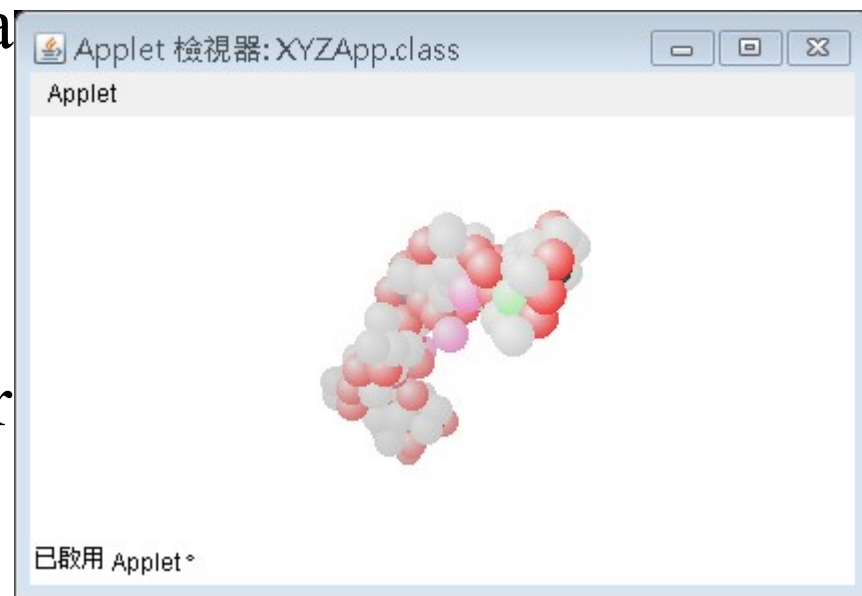 a
Applet 檢視器: XYZApp.class
Applet
r
已啟用 Applet。